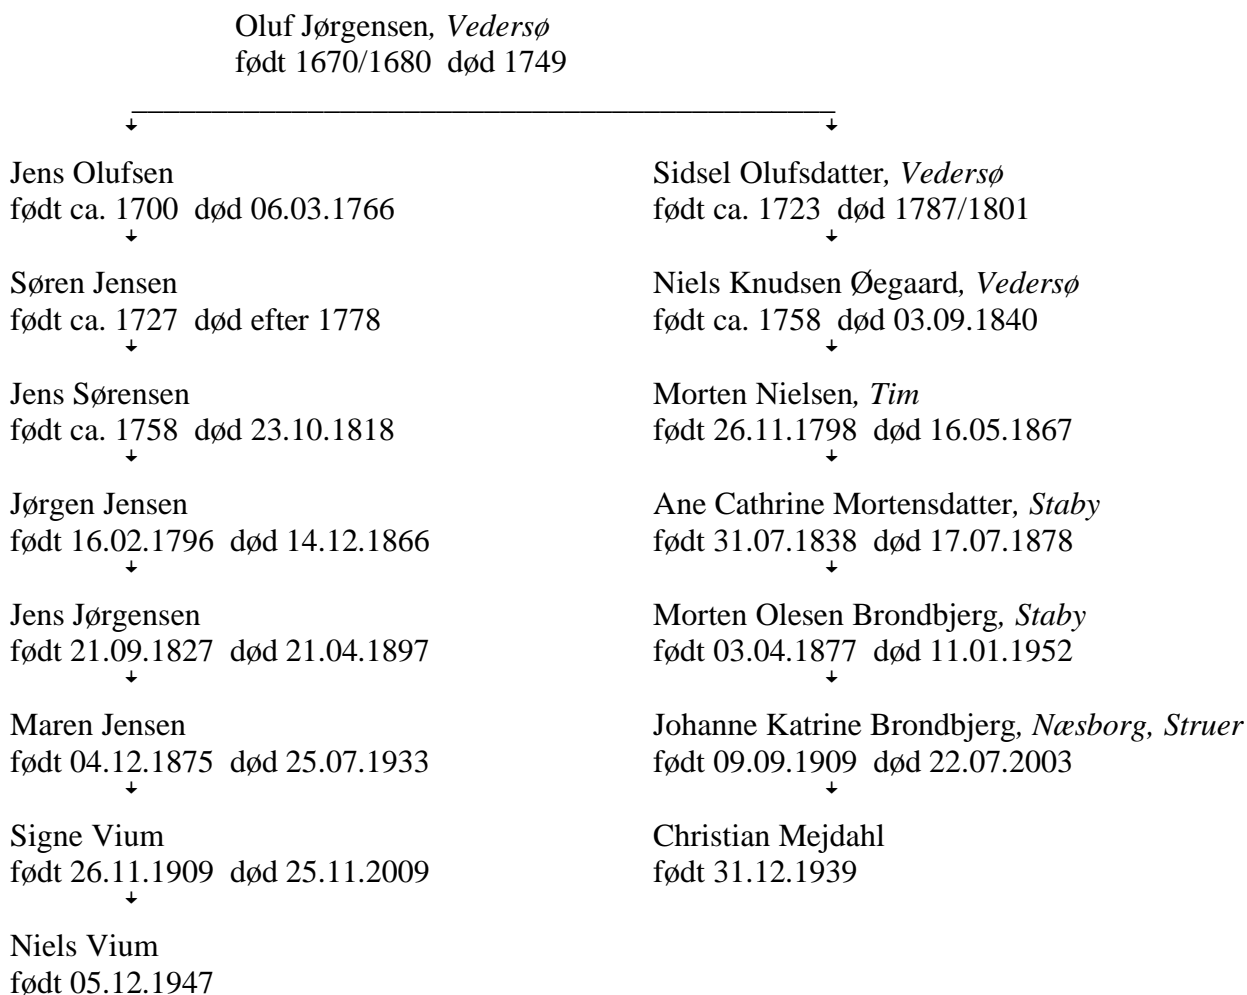 Oluf Jørgensen, Vedersø
født 1670/1680  død 1749
Jens Olufsen
født ca. 1700  død 06.03.1766
Søren Jensen
født ca. 1727  død efter 1778
Jens Sørensen
født ca. 1758  død 23.10.1818
Jørgen Jensen
født 16.02.1796  død 14.12.1866
Jens Jørgensen
født 21.09.1827  død 21.04.1897
Maren Jensen
født 04.12.1875  død 25.07.1933
Signe Vium
født 26.11.1909  død 25.11.2009
Niels Vium
født 05.12.1947
Sidsel Olufsdatter, Vedersø
født ca. 1723  død 1787/1801
Niels Knudsen Øegaard, Vedersø
født ca. 1758  død 03.09.1840
Morten Nielsen, Tim
født 26.11.1798  død 16.05.1867
Ane Cathrine Mortensdatter, Staby
født 31.07.1838  død 17.07.1878
Morten Olesen Brondbjerg, Staby
født 03.04.1877  død 11.01.1952
Johanne Katrine Brondbjerg, Næsborg, Struer
født 09.09.1909  død 22.07.2003
Christian Mejdahl
født 31.12.1939